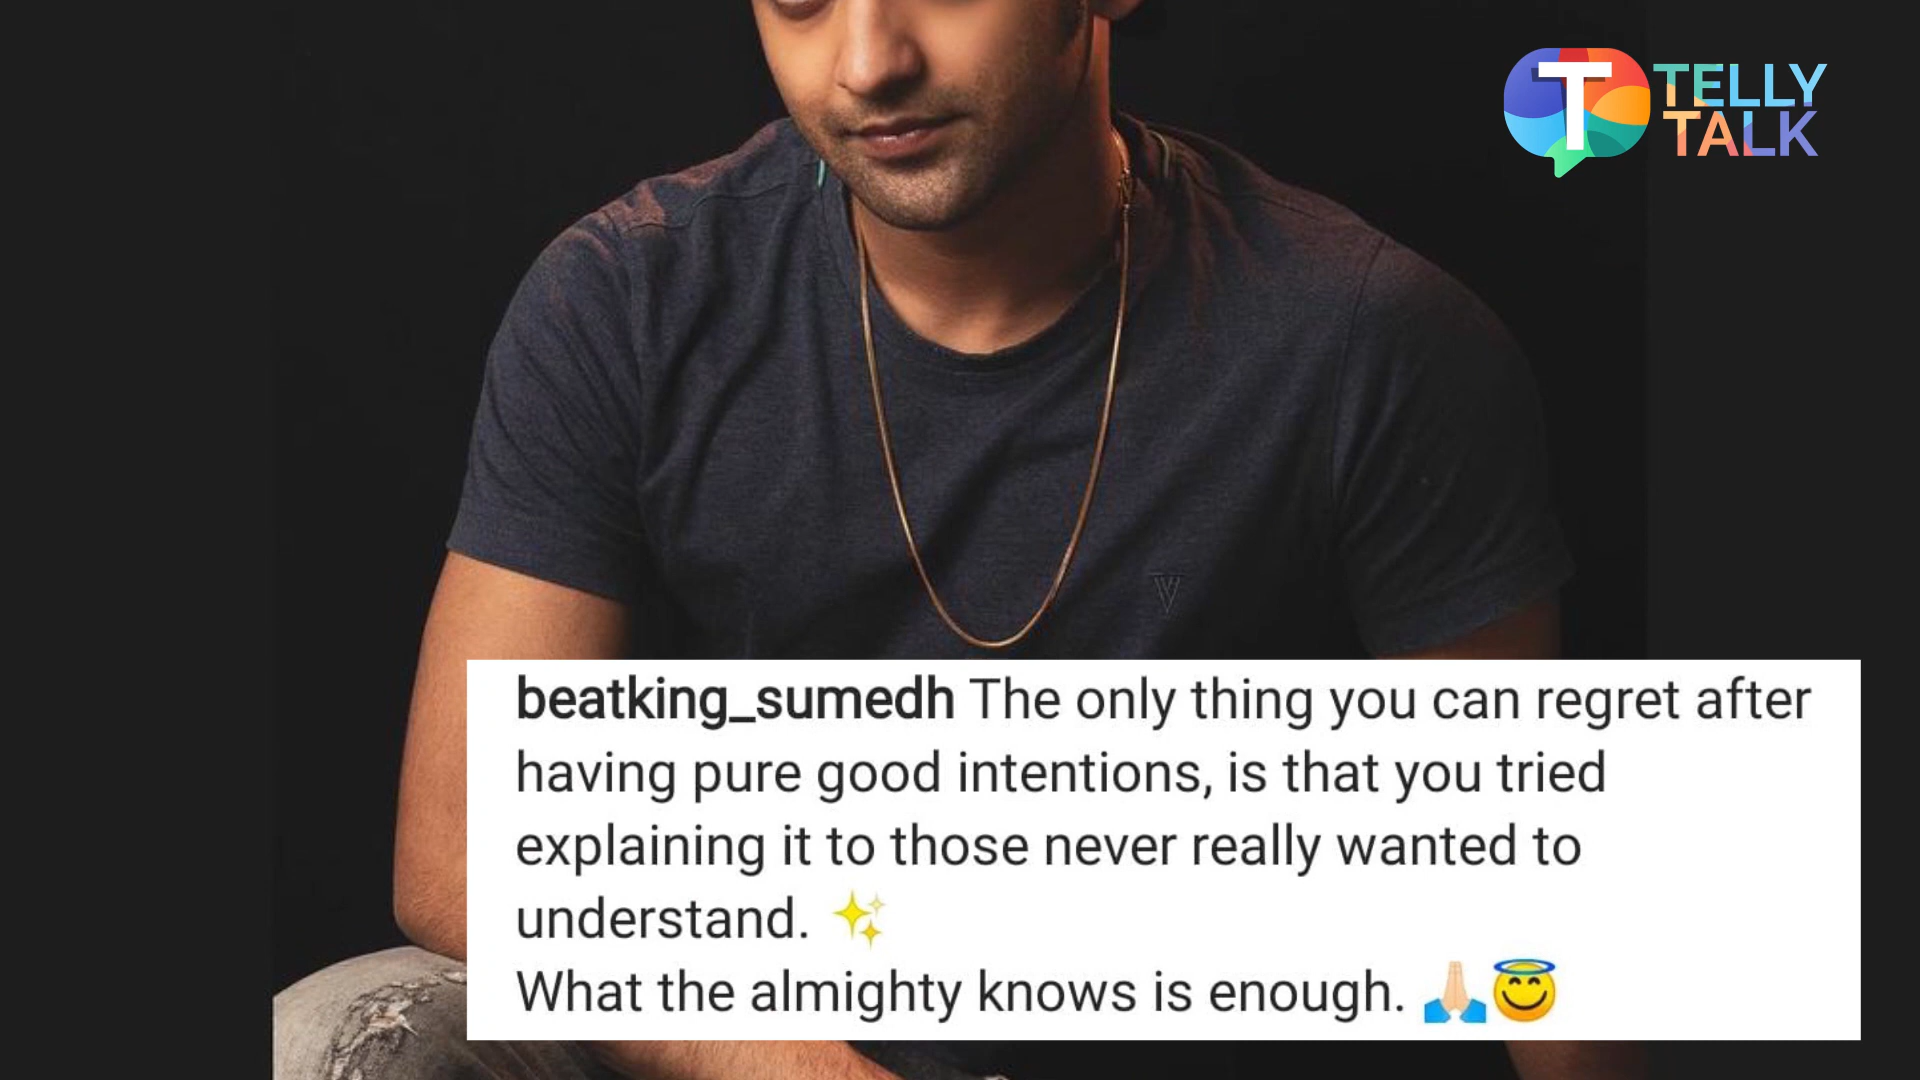 T TELLY
TALK
beatking_sumedh The only thing you can regret after
having pure good intentions, is that you tried
explaining it to those never really wanted to
understand. ✨
What the almighty knows is enough. 🙏🏻😇